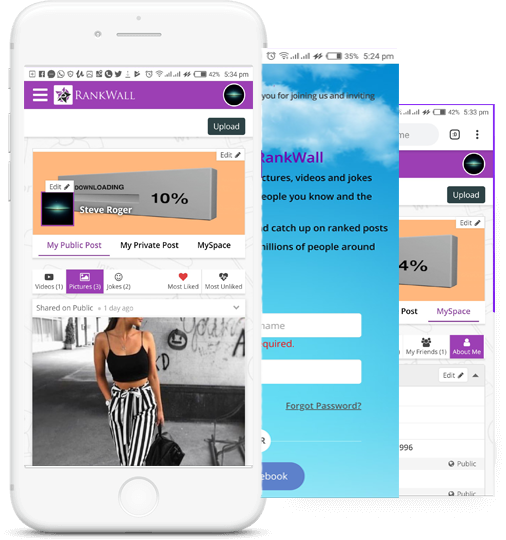 42% 5:34 pm
RANKWALL
Upload
Edit
DOWNLOADING
10%
Edit
Steve Roger
My Public Post My Private Post MySpace
Videos (1) Pictures (3) Jokes (2) Most Liked Most Unliked
Shared on Public 1 day ago
35% 5:24 pm
you for joining us and inviting
RankWall
ctures, videos and jokes
eople you know and the
nd catch up on ranked posts
millions of people around
name
equired.
Forgot Password?
R
ebook
42% 5:33 pm
me
Upload
Edit
4%
Post MySpace
My Friends (1) About Me
Edit
996
Public
Public